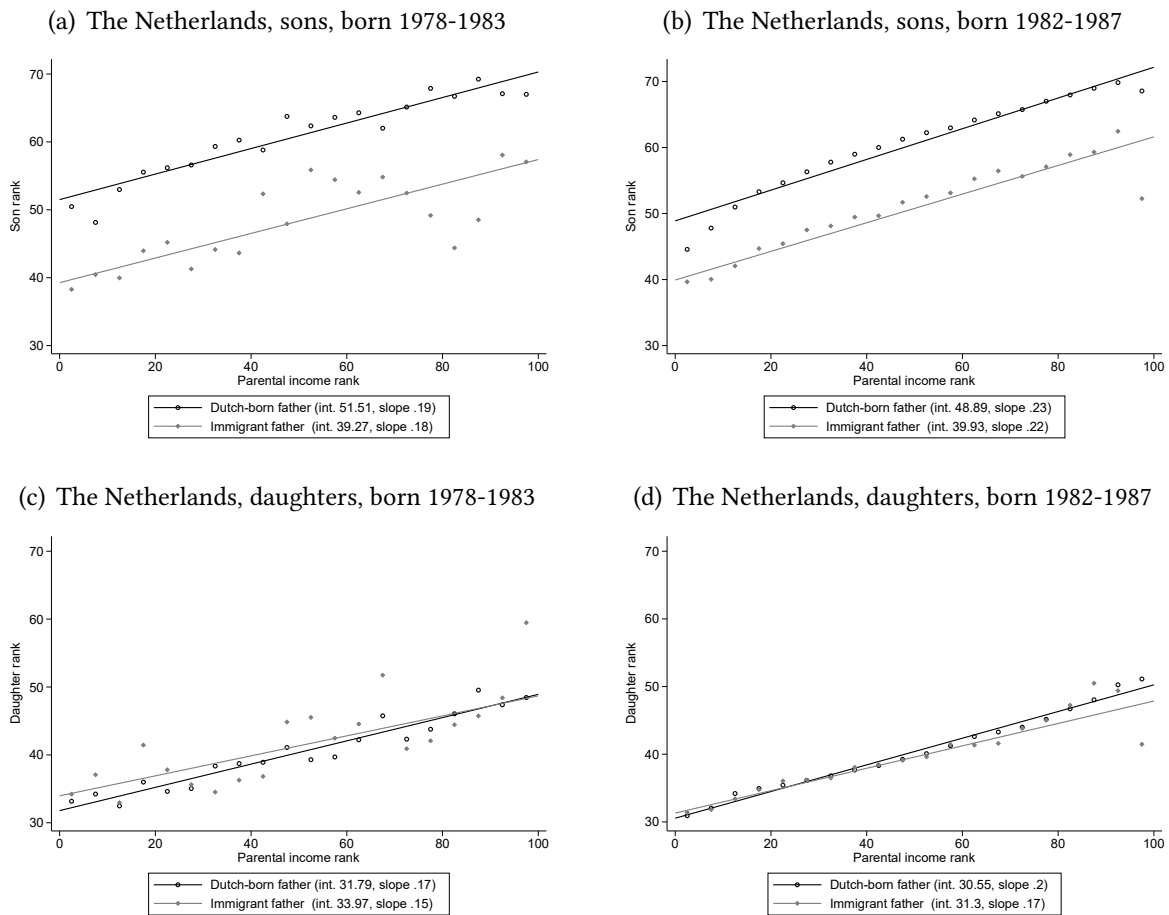 (a) The Netherlands, sons, born 1978-1983
70
60
50
40
30
Son rank
0 20 40 60 80 100
Parental income rank
Dutch-born father (int. 51.51, slope .19)
Immigrant father (int. 39.27, slope .18)
(b) The Netherlands, sons, born 1982-1987
70
60
50
40
30
Son rank
0 20 40 60 80 100
Parental income rank
Dutch-born father (int. 48.89, slope .23)
Immigrant father (int. 39.93, slope .22)
(c) The Netherlands, daughters, born 1978-1983
70
60
50
40
30
Daughter rank
0 20 40 60 80 100
Parental income rank
Dutch-born father (int. 31.79, slope .17)
Immigrant father (int. 33.97, slope .15)
(d) The Netherlands, daughters, born 1982-1987
70
60
50
40
30
Daughter rank
0 20 40 60 80 100
Parental income rank
Dutch-born father (int. 30.55, slope .2)
Immigrant father (int. 31.3, slope .17)